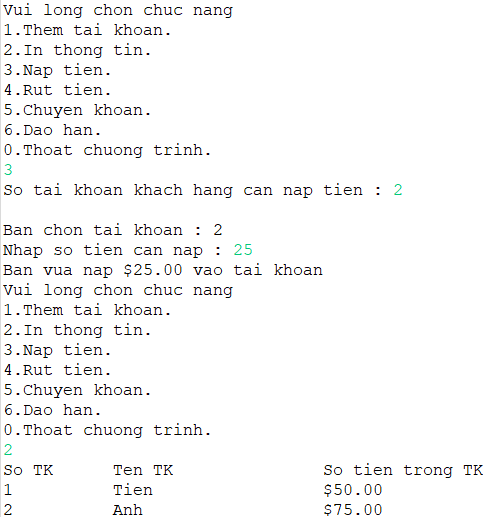 Vui long chon chuc nang
1.Them tai khoan.
2.In thong tin.
3.Nap tien.
4.Rut tien.
5.Chuyen khoan.
6.Dao han.
0.Thoat chuong trinh.
3
So tai khoan khach hang can nap tien : 2
Ban chon tai khoan : 2
Nhap so tien can nap : 25
Ban vua nap $25.00 vao tai khoan
Vui long chon chuc nang
1.Them tai khoan.
2.In thong tin.
3.Nap tien.
4.Rut tien.
5.Chuyen khoan.
6.Dao han.
0.Thoat chuong trinh.
2
So TK Ten TK So tien trong TK
1 Tien $50.00
2 Anh $75.00